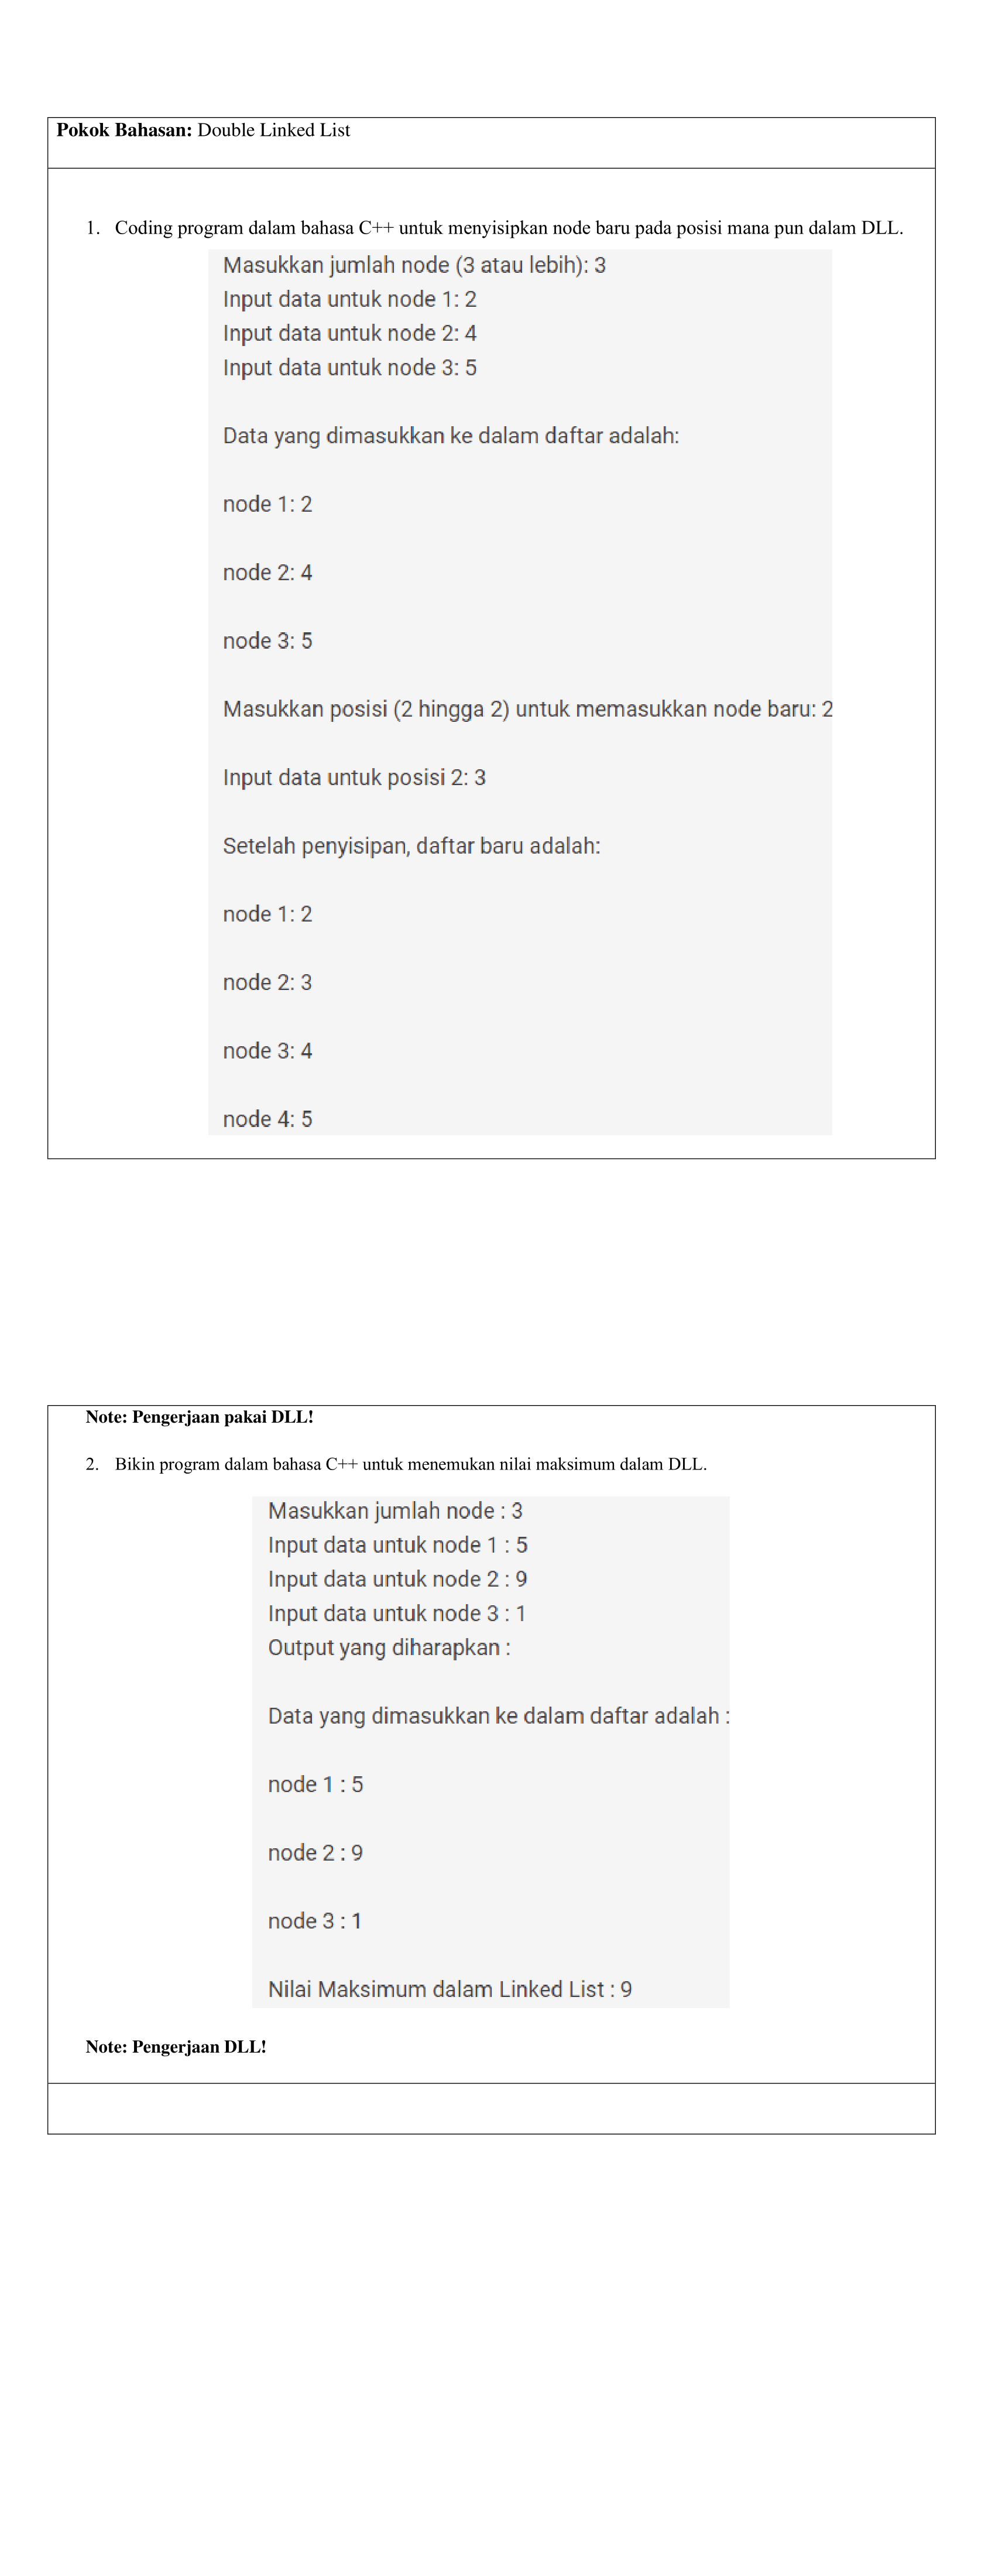 Pokok Bahasan: Double Linked List
1. Coding program dalam bahasa C++ untuk menyisipkan node baru pada posisi mana pun dalam DLL.
Masukkan jumlah node (3 atau lebih): 3
Input data untuk node 1: 2
Input data untuk node 2: 4
Input data untuk node 3: 5
Data yang dimasukkan ke dalam daftar adalah:
node 1: 2
node 2: 4
node 3: 5
Masukkan posisi (2 hingga 2) untuk memasukkan node baru: 2
Input data untuk posisi 2: 3
Setelah penyisipan, daftar baru adalah:
node 1: 2
node 2: 3
node 3: 4
node 4: 5
Note: Pengerjaan pakai DLL!
2. Bikin program dalam bahasa C++ untuk menemukan nilai maksimum dalam DLL.
Masukkan jumlah node : 3
Input data untuk node 1 : 5
Input data untuk node 2 : 9
Input data untuk node 3 : 1
Output yang diharapkan :
Data yang dimasukkan ke dalam daftar adalah :
node 1 : 5
node 2 : 9
node 3 : 1
Nilai Maksimum dalam Linked List : 9
Note: Pengerjaan DLL!